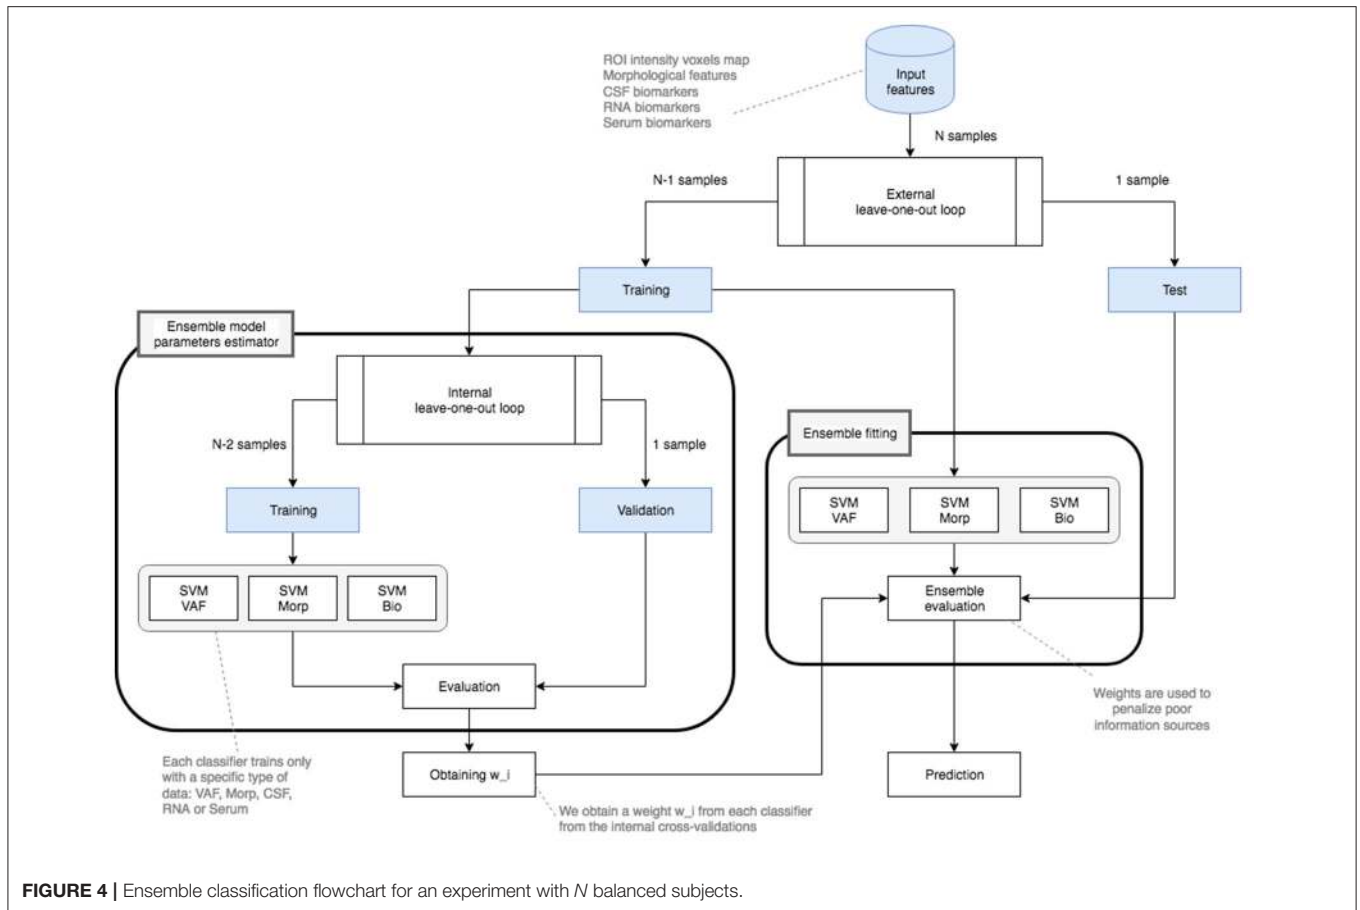 ROI intensity voxels map
Morphological features
CSF biomarkers
RNA biomarkers
Serum biomarkers
Input
features
N samples
N-1 samples
External
leave-one-out loop
1 sample
Training
Test
Ensemble model
parameters estimator
Internal
leave-one-out loop
N-2 samples
1 sample
Training
Validation
SVM
VAF
SVM
Morp
SVM
Bio
Evaluation
Each classifier trains only
with a specific type of
data: VAF, Morp, CSF,
RNA or Serum
Obtaining w_i
We obtain a weight w_i from each classifier
from the internal cross-validations
Ensemble fitting
SVM
VAF
SVM
Morp
SVM
Bio
Ensemble
evaluation
Weights are used to
penalize poor
information sources
Prediction
FIGURE 4 | Ensemble classification flowchart for an experiment with N balanced subjects.